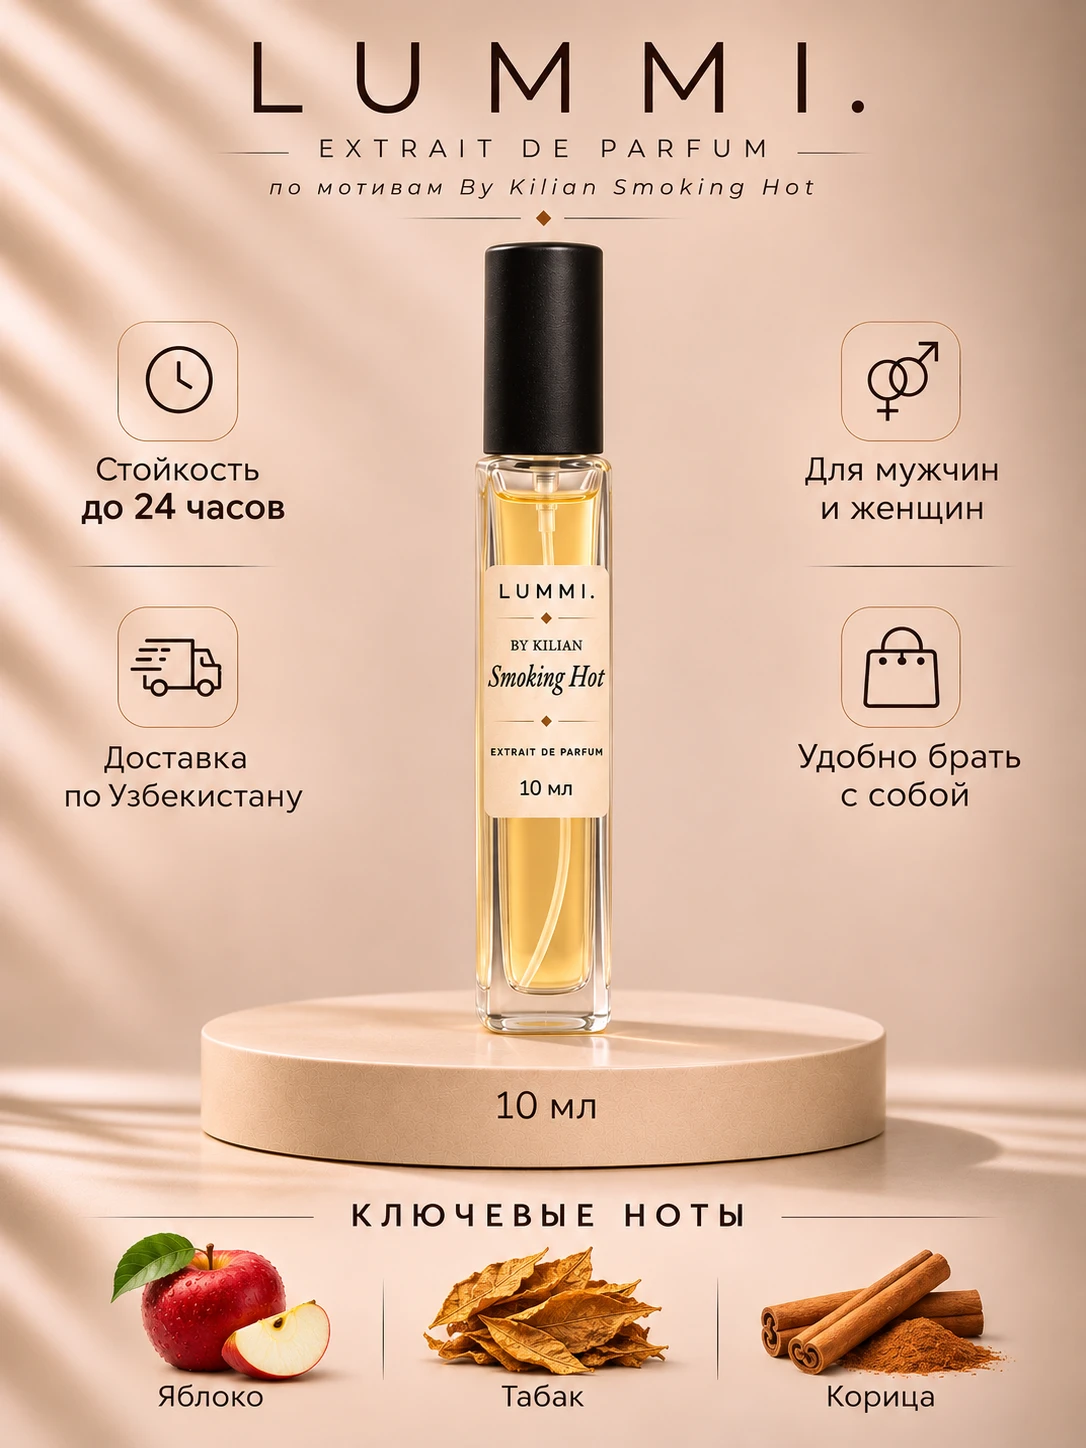 LUMMI.
EXTRAIT DE PARFUM
по мотивам By Kilian Smoking Hot
Стойкость
до 24 часов
Для мужчин
и женщин
LUMMI.
BY KILIAN
Smoking Hot
EXTRAIT DE PARFUM
10 мл
Доставка
по Узбекистану
Удобно брать
с собой
10 мл
КЛЮЧЕВЫЕ НОТЫ
Яблоко
Табак
Корица